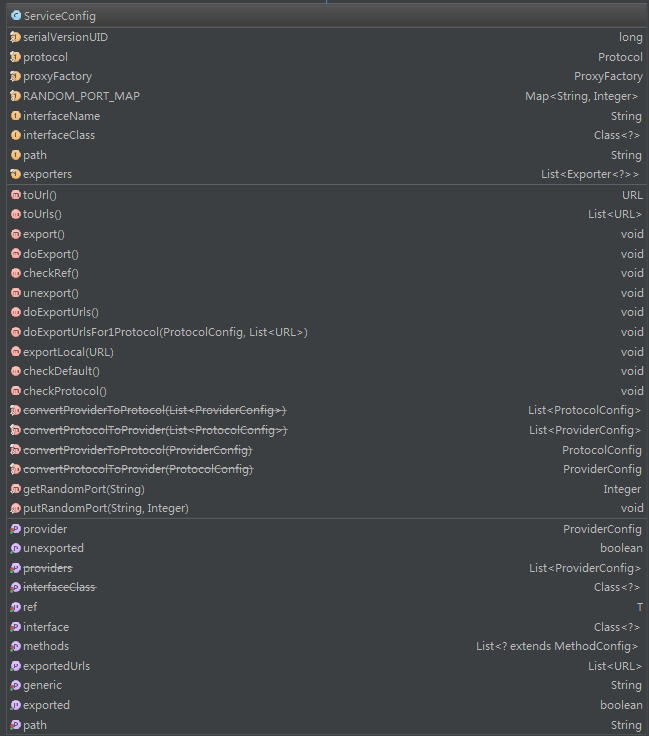 ServiceConfig
serialVersionUID long
protocol Protocol
proxyFactory ProxyFactory
RANDOM_PORT_MAP Map<String, Integer>
interfaceName String
interfaceClass Class<?>
path String
exporters List<Exporter<?>>
toUrl() URL
toUrls() List<URL>
export() void
doExport() void
checkRef() void
unexport() void
doExportUrls() void
doExportUrlsFor1Protocol(ProtocolConfig, List<URL>) void
exportLocal(URL) void
checkDefault() void
checkProtocol() void
convertProviderToProtocol(List<ProviderConfig>) List<ProtocolConfig>
convertProtocolToProvider(List<ProtocolConfig>) List<ProviderConfig>
convertProviderToProtocol(ProviderConfig) ProtocolConfig
convertProtocolToProvider(ProtocolConfig) ProviderConfig
getRandomPort(String) Integer
putRandomPort(String, Integer) void
provider ProviderConfig
unexported boolean
providers List<ProviderConfig>
interfaceClass Class<?>
ref T
interface Class<?>
methods List<? extends MethodConfig>
exportedUrls List<URL>
generic String
exported boolean
path String